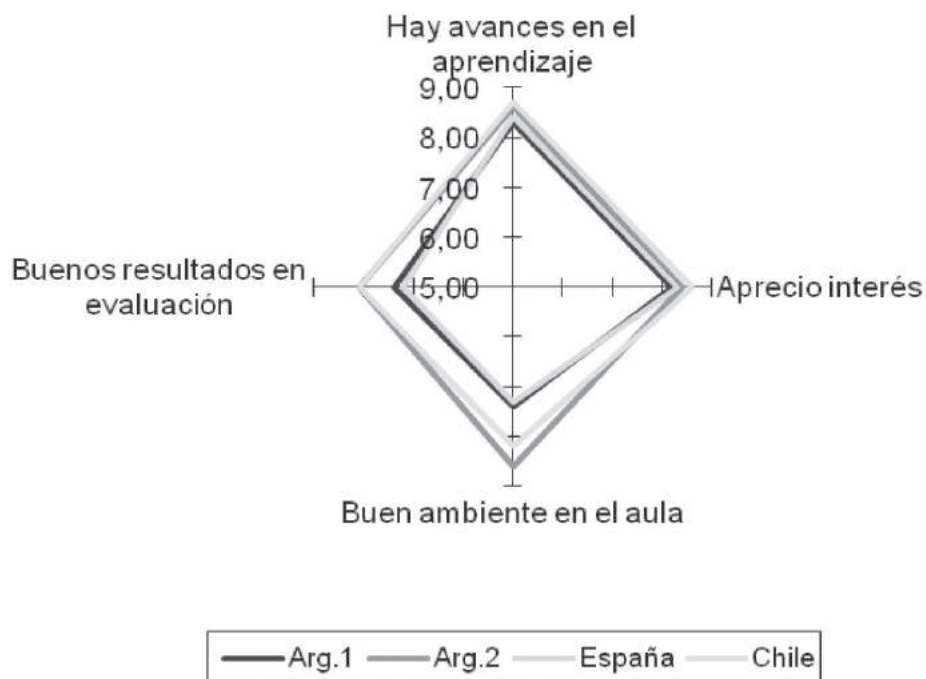 Hay avances en el
aprendizaje
9,00
8,00
7,00
6,00
5,00
Buenos resultados en
evaluación
Aprecio interés
Buen ambiente en el aula
Arg.1 Arg.2 España Chile